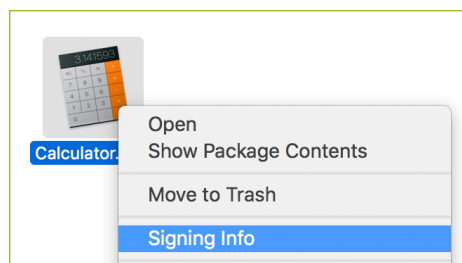 3.141593
Calculator.
Open
Show Package Contents
Move to Trash
Signing Info